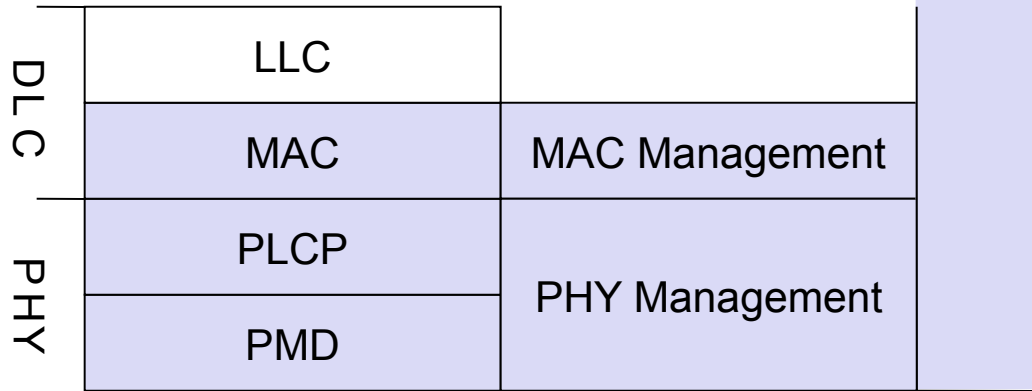 DLC
LLC
MAC
MAC Management
PHY
PLCP
PHY Management
PMD